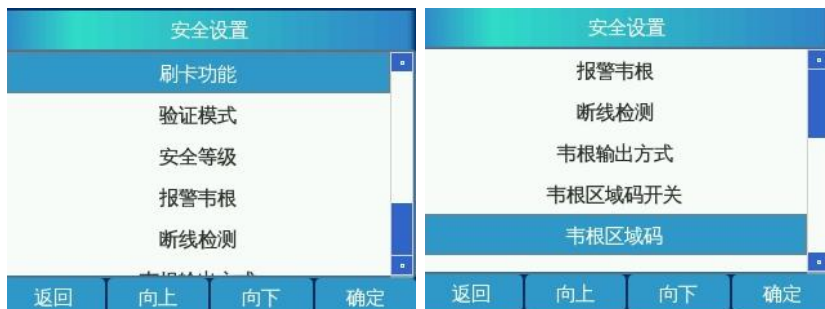 安全设置
刷卡功能
验证模式
安全等级
报警韦根
断线检测
返回 向上 向下 确定
安全设置
报警韦根
断线检测
韦根输出方式
韦根区域码开关
韦根区域码
返回 向上 向下 确定